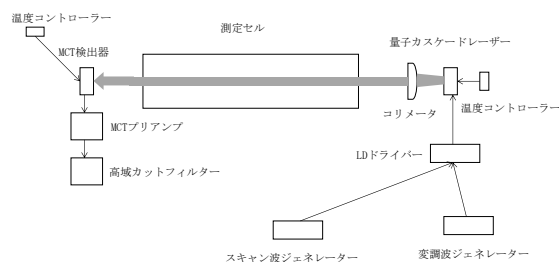 温度コントローラー
測定セル
量子カスケードレーザー
MCT検出器
コリメータ
温度コントローラー
MCTプリアンプ
LDドライバー
高域カットフィルター
スキャン波ジェネレーター
変調波ジェネレーター